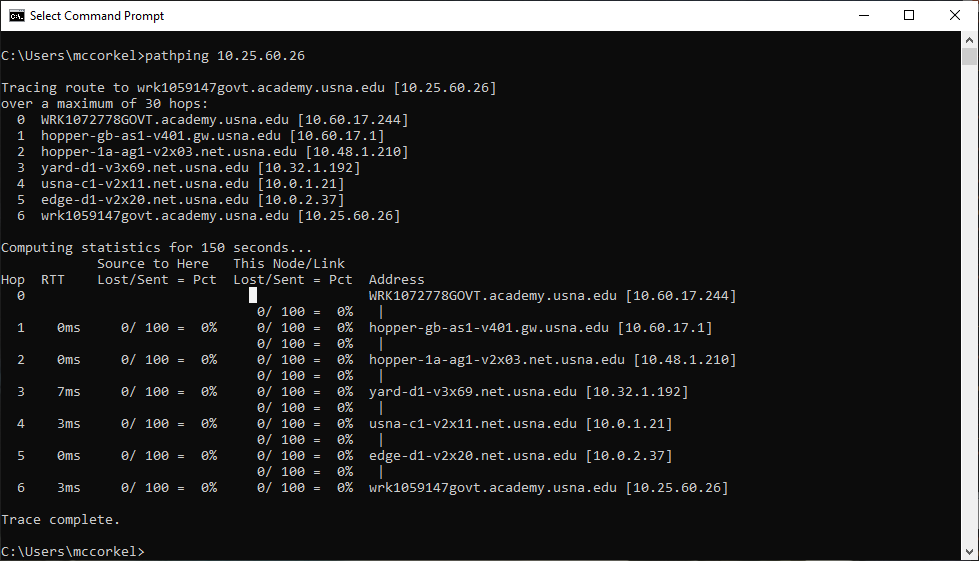 Select Command Prompt
C:\Users\mccorkel>pathping 10.25.60.26
Tracing route to wrk1059147govt.academy.usna.edu [10.25.60.26]
over a maximum of 30 hops:
  0  WRK1072778GOVT.academy.usna.edu [10.60.17.244]
  1  hopper-gb-as1-v401.gw.usna.edu [10.60.17.1]
  2  hopper-1a-ag1-v2x03.net.usna.edu [10.48.1.210]
  3  yard-d1-v3x69.net.usna.edu [10.32.1.192]
  4  usna-c1-v2x11.net.usna.edu [10.0.1.21]
  5  edge-d1-v2x20.net.usna.edu [10.0.2.37]
  6  wrk1059147govt.academy.usna.edu [10.25.60.26]
Computing statistics for 150 seconds...
            Source to Here   This Node/Link
Hop  RTT    Lost/Sent = Pct  Lost/Sent = Pct  Address
  0                                           WRK1072778GOVT.academy.usna.edu [10.60.17.244]
                                0/ 100 =  0%   |
  1    0ms     0/ 100 =  0%     0/ 100 =  0%  hopper-gb-as1-v401.gw.usna.edu [10.60.17.1]
                                0/ 100 =  0%   |
  2    0ms     0/ 100 =  0%     0/ 100 =  0%  hopper-1a-ag1-v2x03.net.usna.edu [10.48.1.210]
                                0/ 100 =  0%   |
  3    7ms     0/ 100 =  0%     0/ 100 =  0%  yard-d1-v3x69.net.usna.edu [10.32.1.192]
                                0/ 100 =  0%   |
  4    3ms     0/ 100 =  0%     0/ 100 =  0%  usna-c1-v2x11.net.usna.edu [10.0.1.21]
                                0/ 100 =  0%   |
  5    0ms     0/ 100 =  0%     0/ 100 =  0%  edge-d1-v2x20.net.usna.edu [10.0.2.37]
                                0/ 100 =  0%   |
  6    3ms     0/ 100 =  0%     0/ 100 =  0%  wrk1059147govt.academy.usna.edu [10.25.60.26]
Trace complete.
C:\Users\mccorkel>